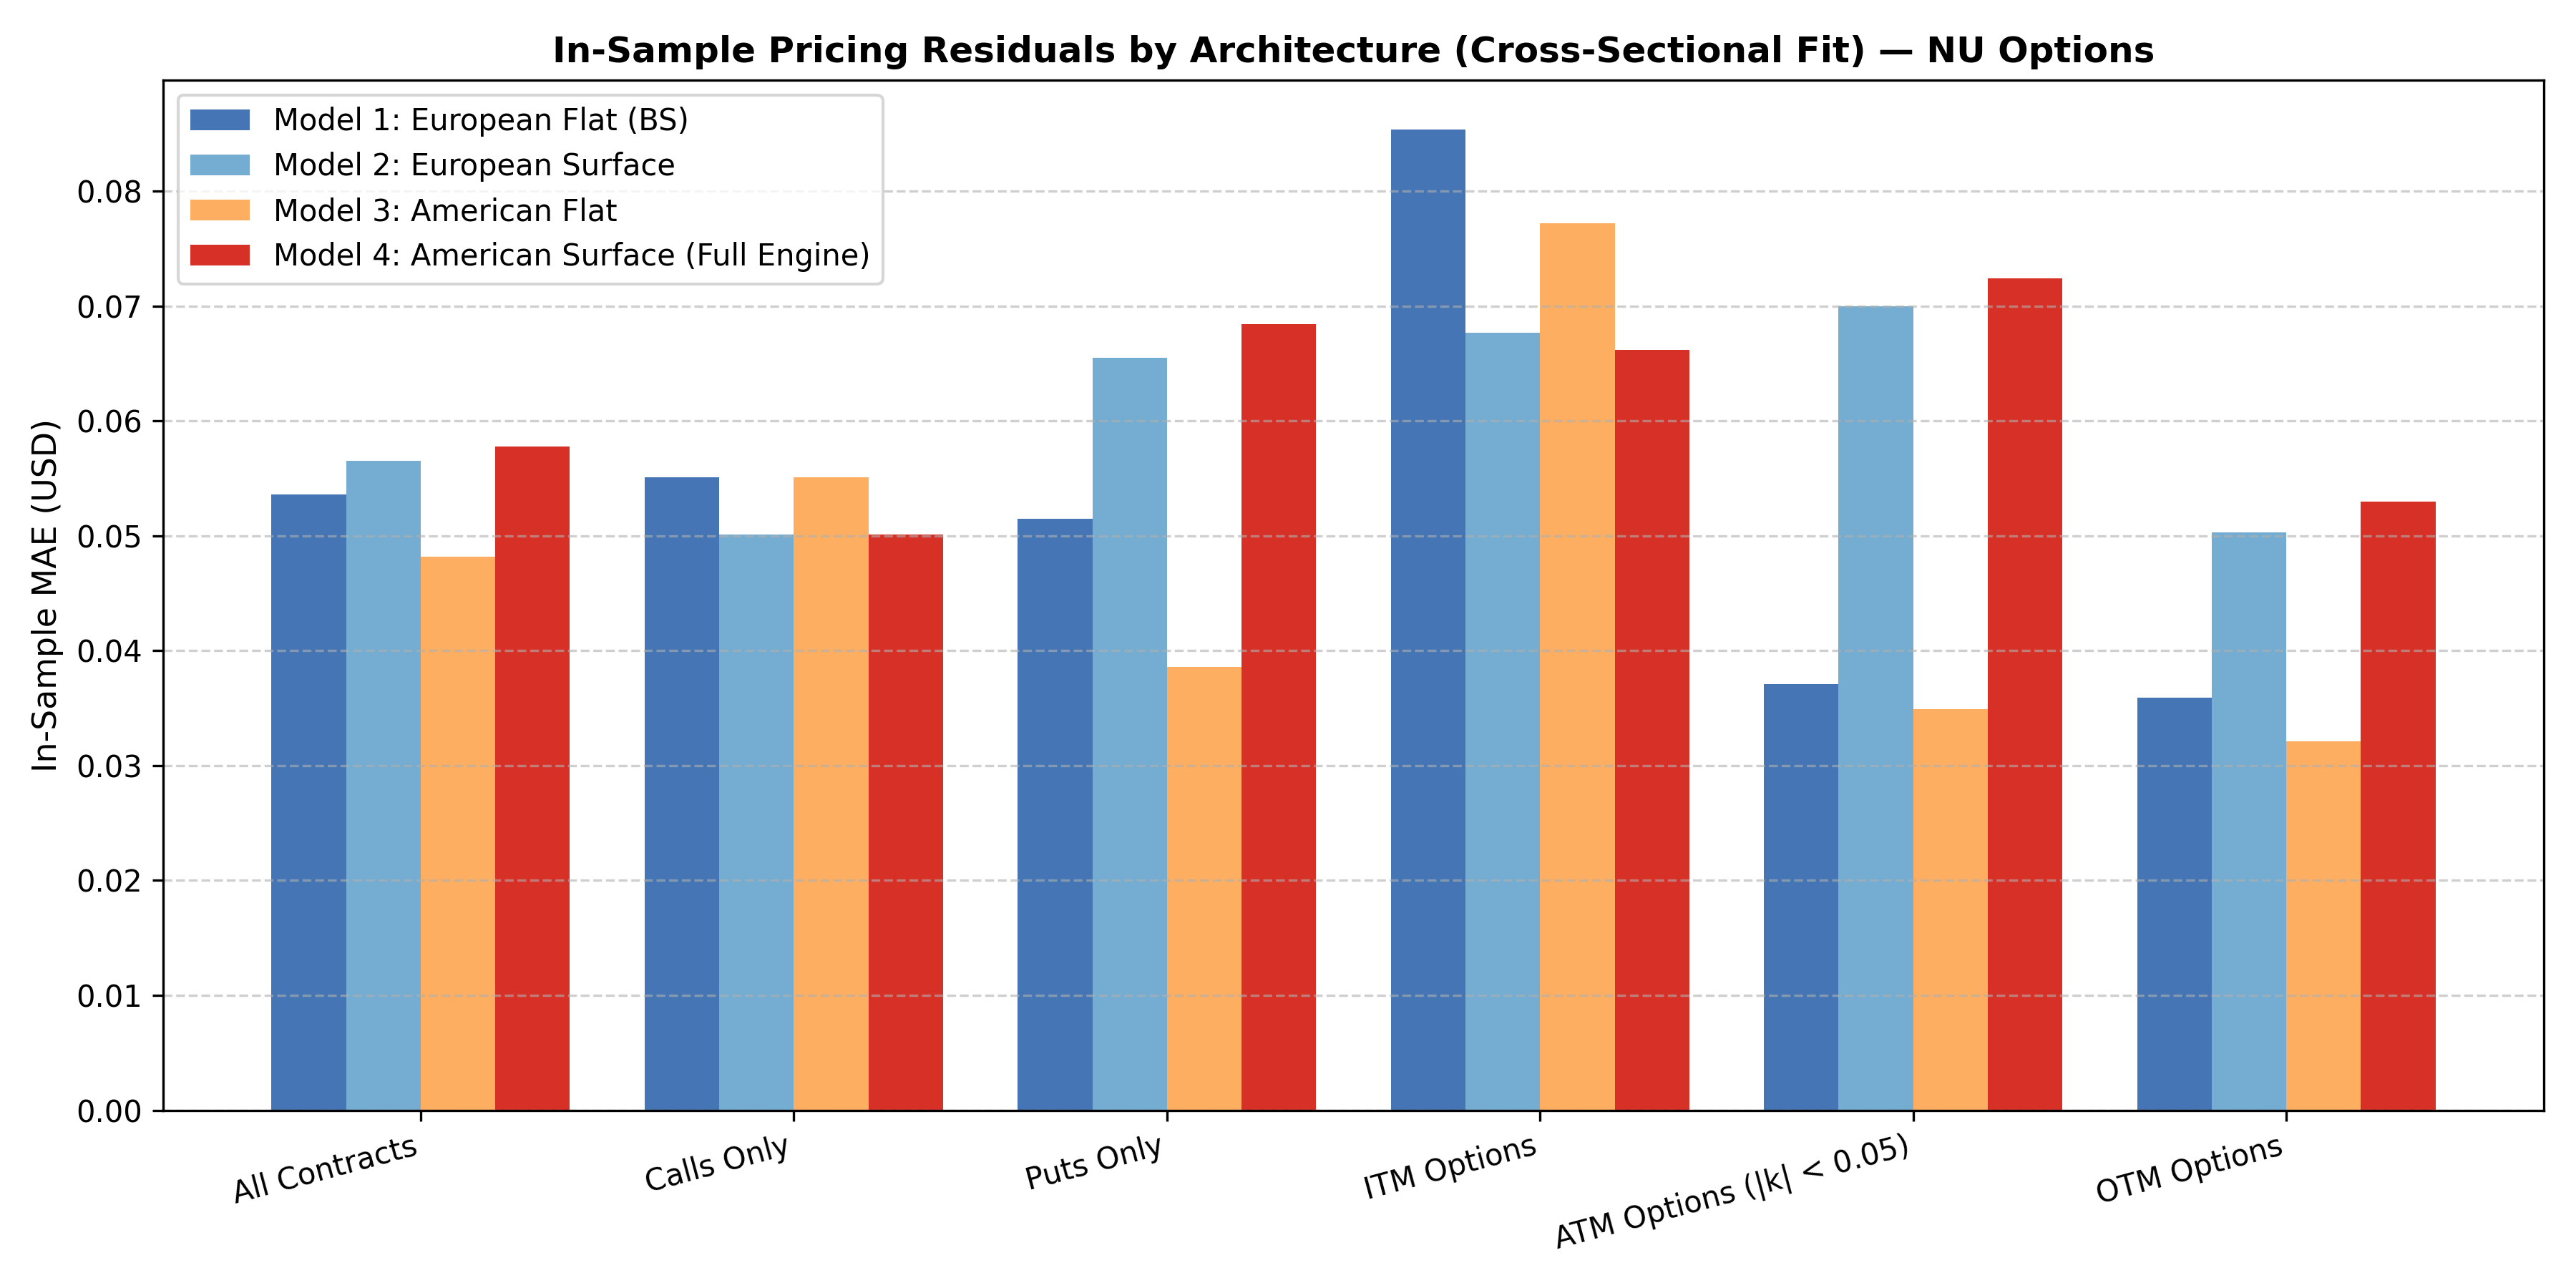 In-Sample Pricing Residuals by Architecture (Cross-Sectional Fit) — NU Options
Model 1: European Flat (BS)
Model 2: European Surface
Model 3: American Flat
Model 4: American Surface (Full Engine)
In-Sample MAE (USD)
0.08
0.07
0.06
0.05
0.04
0.03
0.02
0.01
0.00
All Contracts
Calls Only
Puts Only
ITM Options
ATM Options (|k| < 0.05)
OTM Options